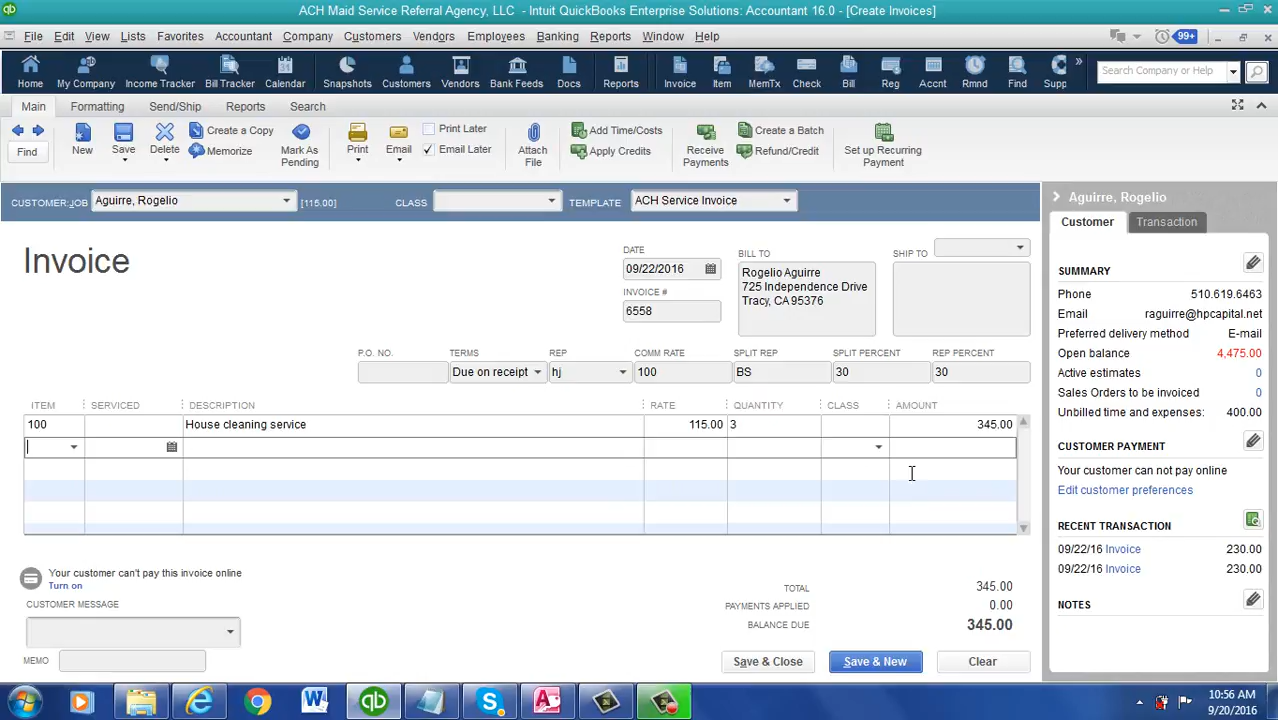 ACH Maid Service Referral Agency, LLC - Intuit QuickBooks Enterprise Solutions: Accountant 16.0 - [Create Invoices]
File Edit View Lists Favorites Accountant Company Customers Vendors Employees Banking Reports Window Help
99+
Home My Company Income Tracker Bill Tracker Calendar Snapshots Customers Vendors Bank Feeds Docs Reports Invoice Item MemTx Check Bill Reg Accnt Rmnd Find Supp
Search Company or Help
Main Formatting Send/Ship Reports Search
Find
New
Save
Delete
Create a Copy
Memorize
Mark As
Pending
Print
Email
Print Later
Email Later
Attach
File
Add Time/Costs
Apply Credits
Receive
Payments
Create a Batch
Refund/Credit
Set up Recurring
Payment
CUSTOMER:JOB Aguirre, Rogelio [115.00] CLASS TEMPLATE ACH Service Invoice
Invoice
DATE
09/22/2016
INVOICE #
6558
BILL TO
Rogelio Aguirre
725 Independence Drive
Tracy, CA 95376
SHIP TO
P.O. NO. TERMS REP COMM RATE SPLIT REP SPLIT PERCENT REP PERCENT
Due on receipt hj 100 BS 30 30
ITEM SERVICED DESCRIPTION RATE QUANTITY CLASS AMOUNT
100 House cleaning service 115.00 3 345.00
Your customer can't pay this invoice online
Turn on
CUSTOMER MESSAGE
MEMO
TOTAL 345.00
PAYMENTS APPLIED 0.00
BALANCE DUE 345.00
Save & Close Save & New Clear
Aguirre, Rogelio
Customer Transaction
SUMMARY
Phone 510.619.6463
Email raguirre@hpcapital.net
Preferred delivery method E-mail
Open balance 4,475.00
Active estimates 0
Sales Orders to be invoiced 0
Unbilled time and expenses: 400.00
CUSTOMER PAYMENT
Your customer can not pay online
Edit customer preferences
RECENT TRANSACTION
09/22/16 Invoice 230.00
09/22/16 Invoice 230.00
NOTES
10:56 AM
9/20/2016